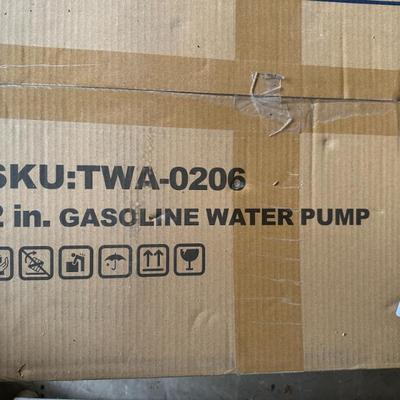 SKU:TWA-0206
2 in. GASOLINE WATER PUMP